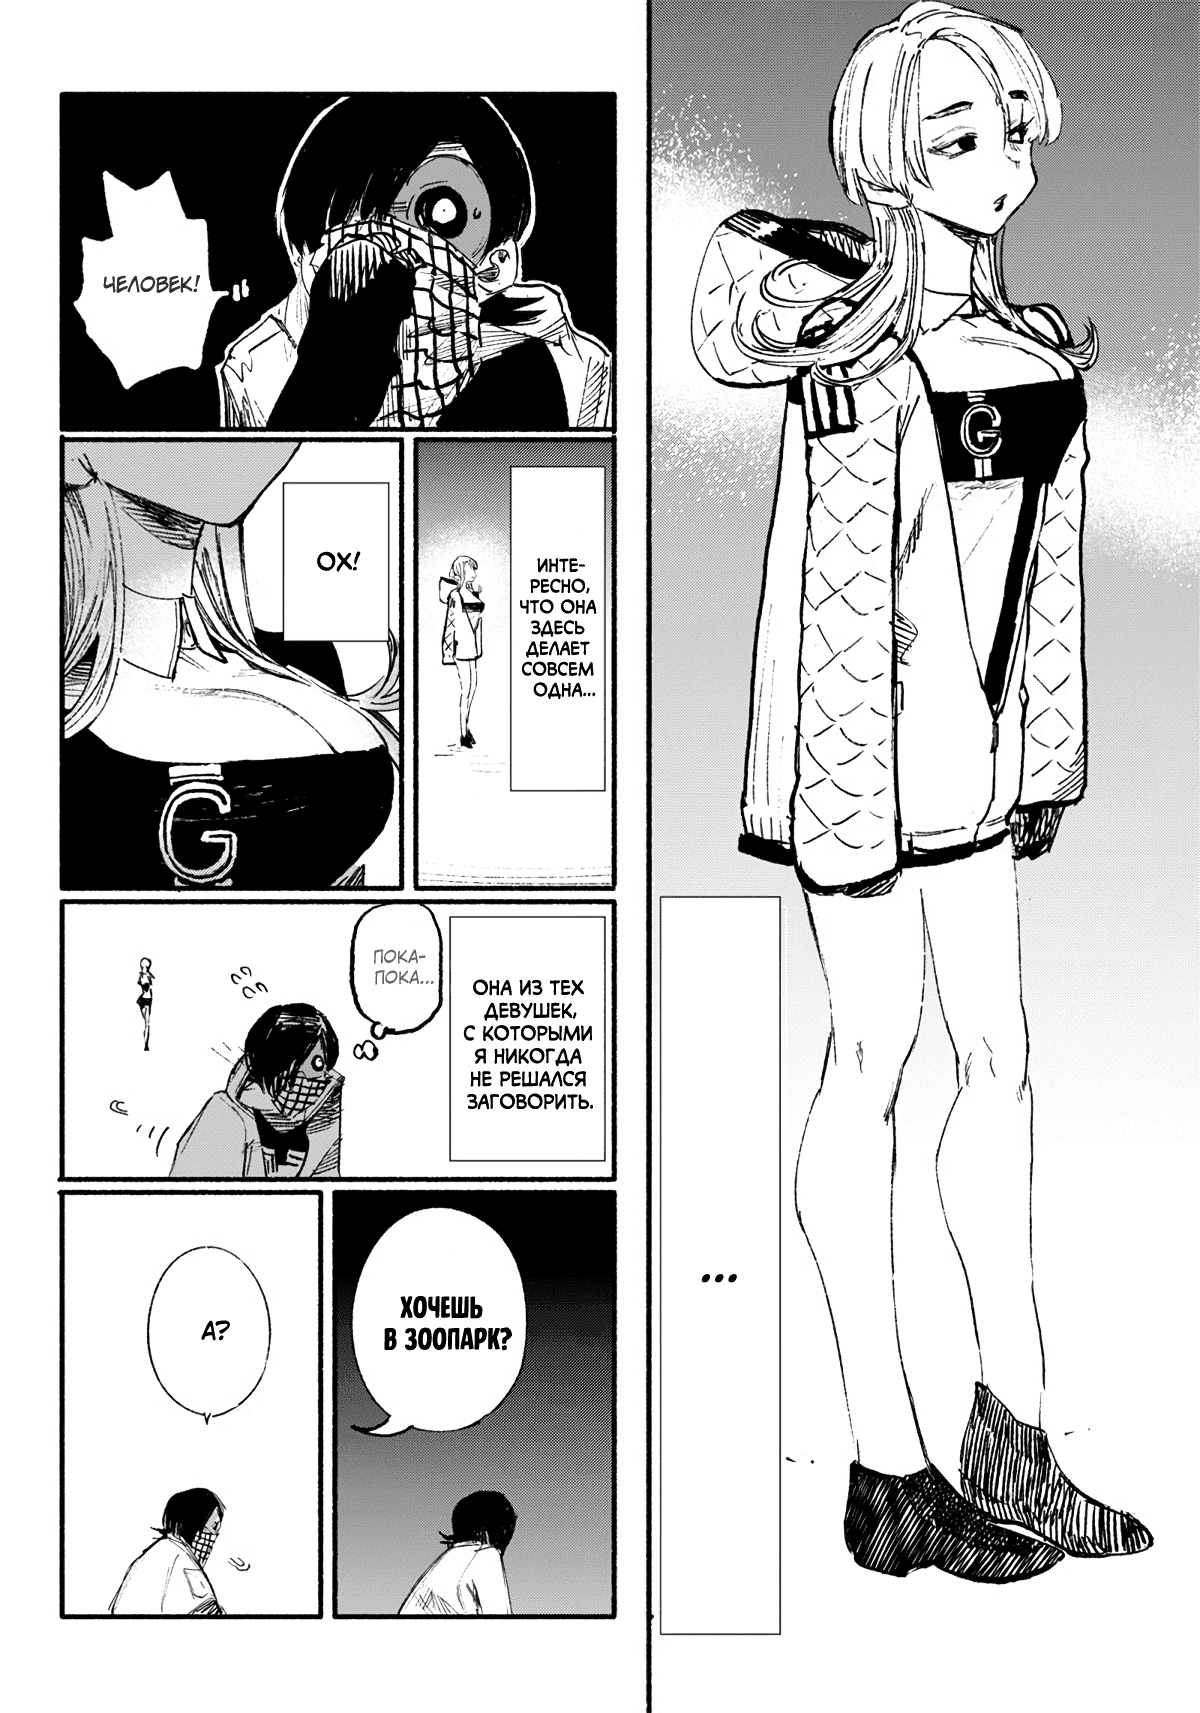 ...
ЧЕЛОВЕК!
ИНТЕ-
РЕСНО,
ЧТО ОНА
ЗДЕСЬ
ДЕЛАЕТ
СОВСЕМ
ОДНА...
ОХ!
G
G
ОНА ИЗ ТЕХ
ДЕВУШЕК,
С КОТОРЫМИ
Я НИКОГДА
НЕ РЕШАЛСЯ
ЗАГОВОРИТЬ.
ПОКА-
ПОКА...
ХОЧЕШЬ
В ЗООПАРК?
А?